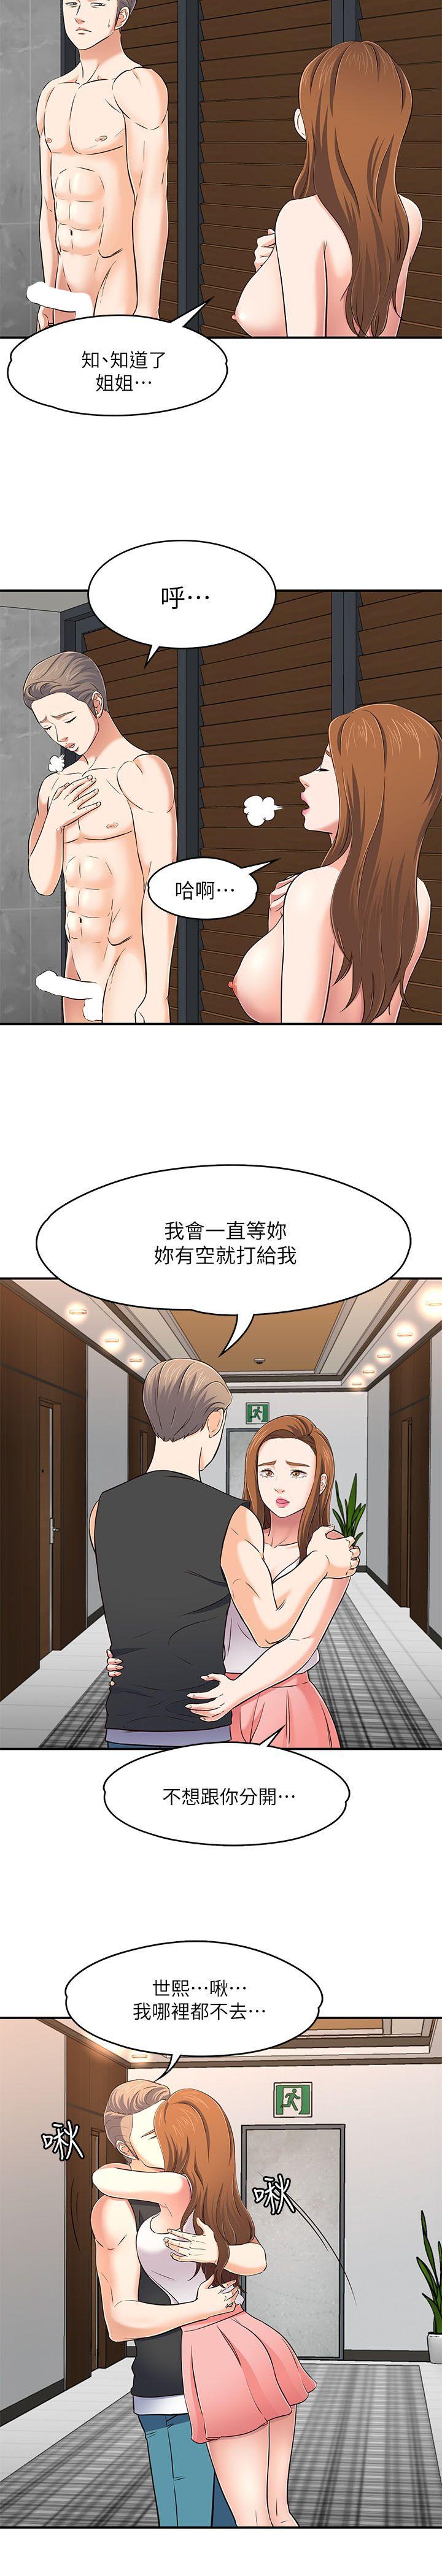 知、知道了
姐姐…
呼…
哈啊…
我會一直等妳
妳有空就打給我
不想跟你分開…
世熙…啾…
我哪裡都不去…
啾
啾